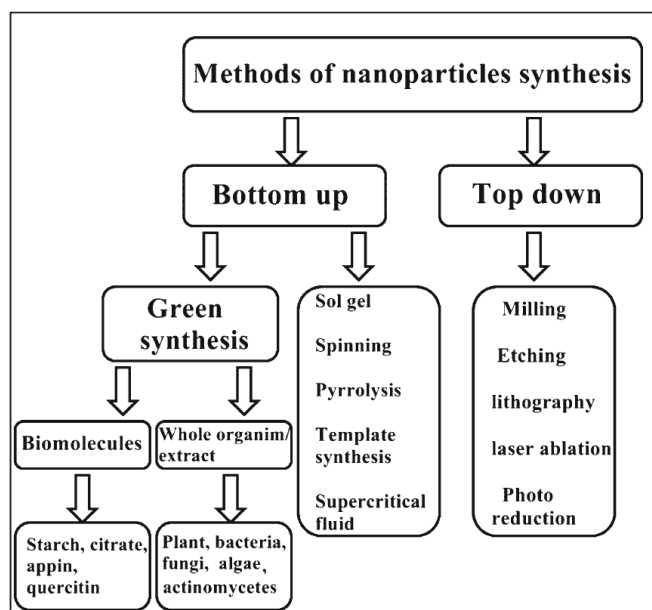 Methods of nanoparticles synthesis
Bottom up
Top down
Green
synthesis
Sol gel
Spinning
Pyrrolysis
Template
synthesis
Supercritical
fluid
Milling
Etching
lithography
laser ablation
Photo
reduction
Biomolecules
Whole organim/
extract
Starch, citrate,
appin,
quercitin
Plant, bacteria,
fungi, algae,
actinomycetes